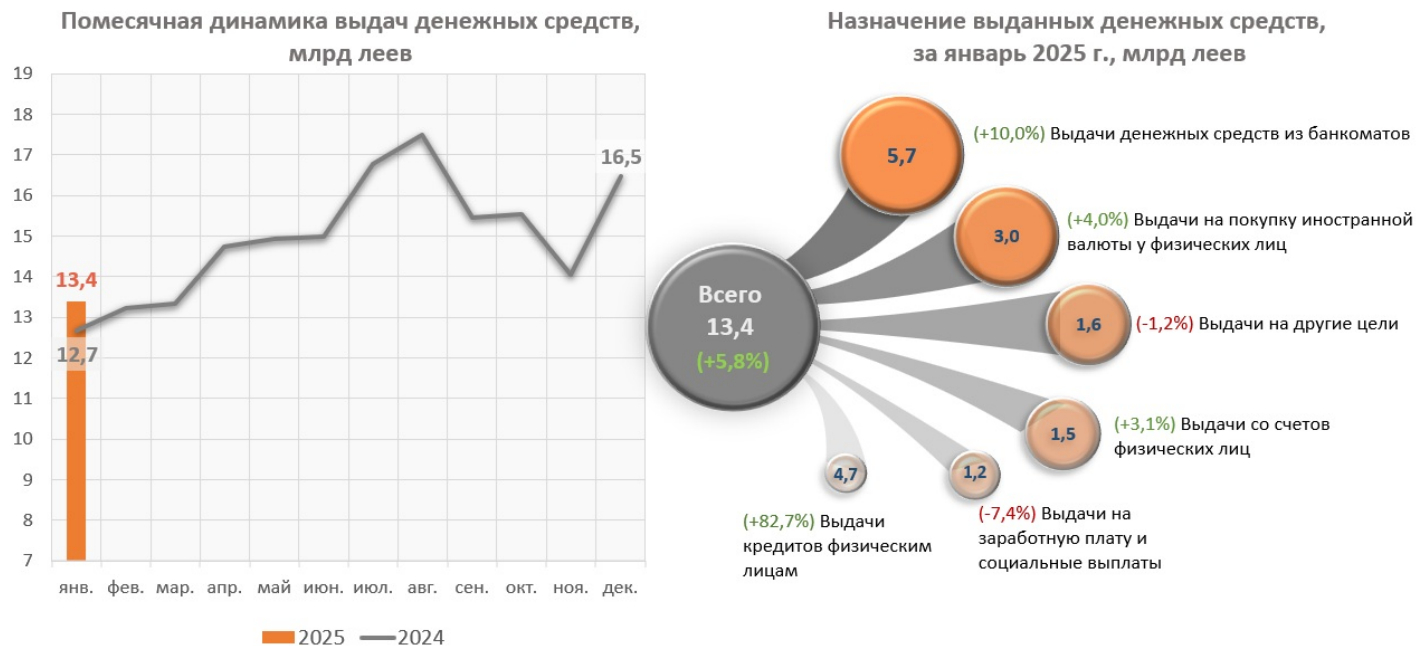 Помесячная динамика выдач денежных средств,
млрд леев
19
18
17
16
15
14
13
12
11
10
9
8
7
16,5
13,4
12,7
янв.
фев.
мар.
апр.
май
июн.
июл.
авг.
сен.
окт.
ноя.
дек.
2025
2024
Назначение выданных денежных средств,
за январь 2025 г., млрд леев
Всего
13,4
(+5,8%)
5,7
(+10,0%) Выдачи денежных средств из банкоматов
3,0
(+4,0%) Выдачи на покупку иностранной
валюты у физических лиц
1,6
(-1,2%) Выдачи на другие цели
1,5
(+3,1%) Выдачи со счетов
физических лиц
1,2
(-7,4%) Выдачи на
заработную плату и
социальные выплаты
4,7
(+82,7%) Выдачи
кредитов физическим
лицам